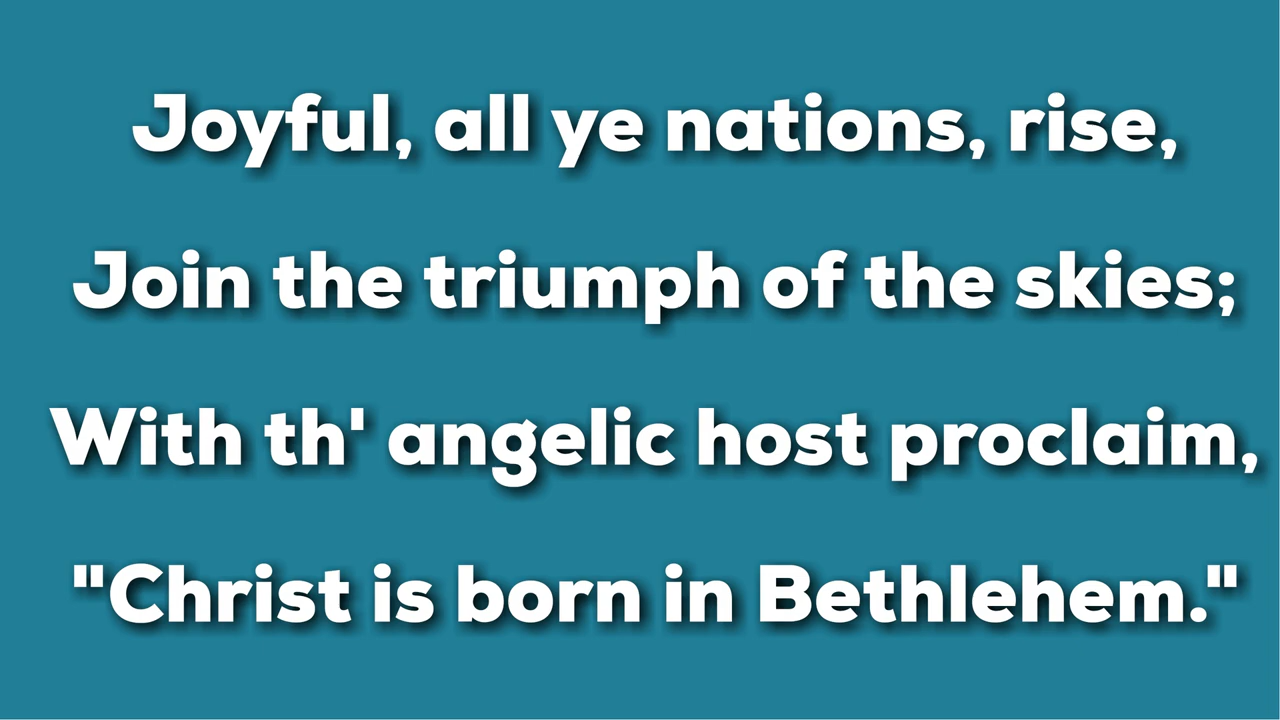 Joyful, all ye nations, rise,
Join the triumph of the skies;
With th' angelic host proclaim,
"Christ is born in Bethlehem."